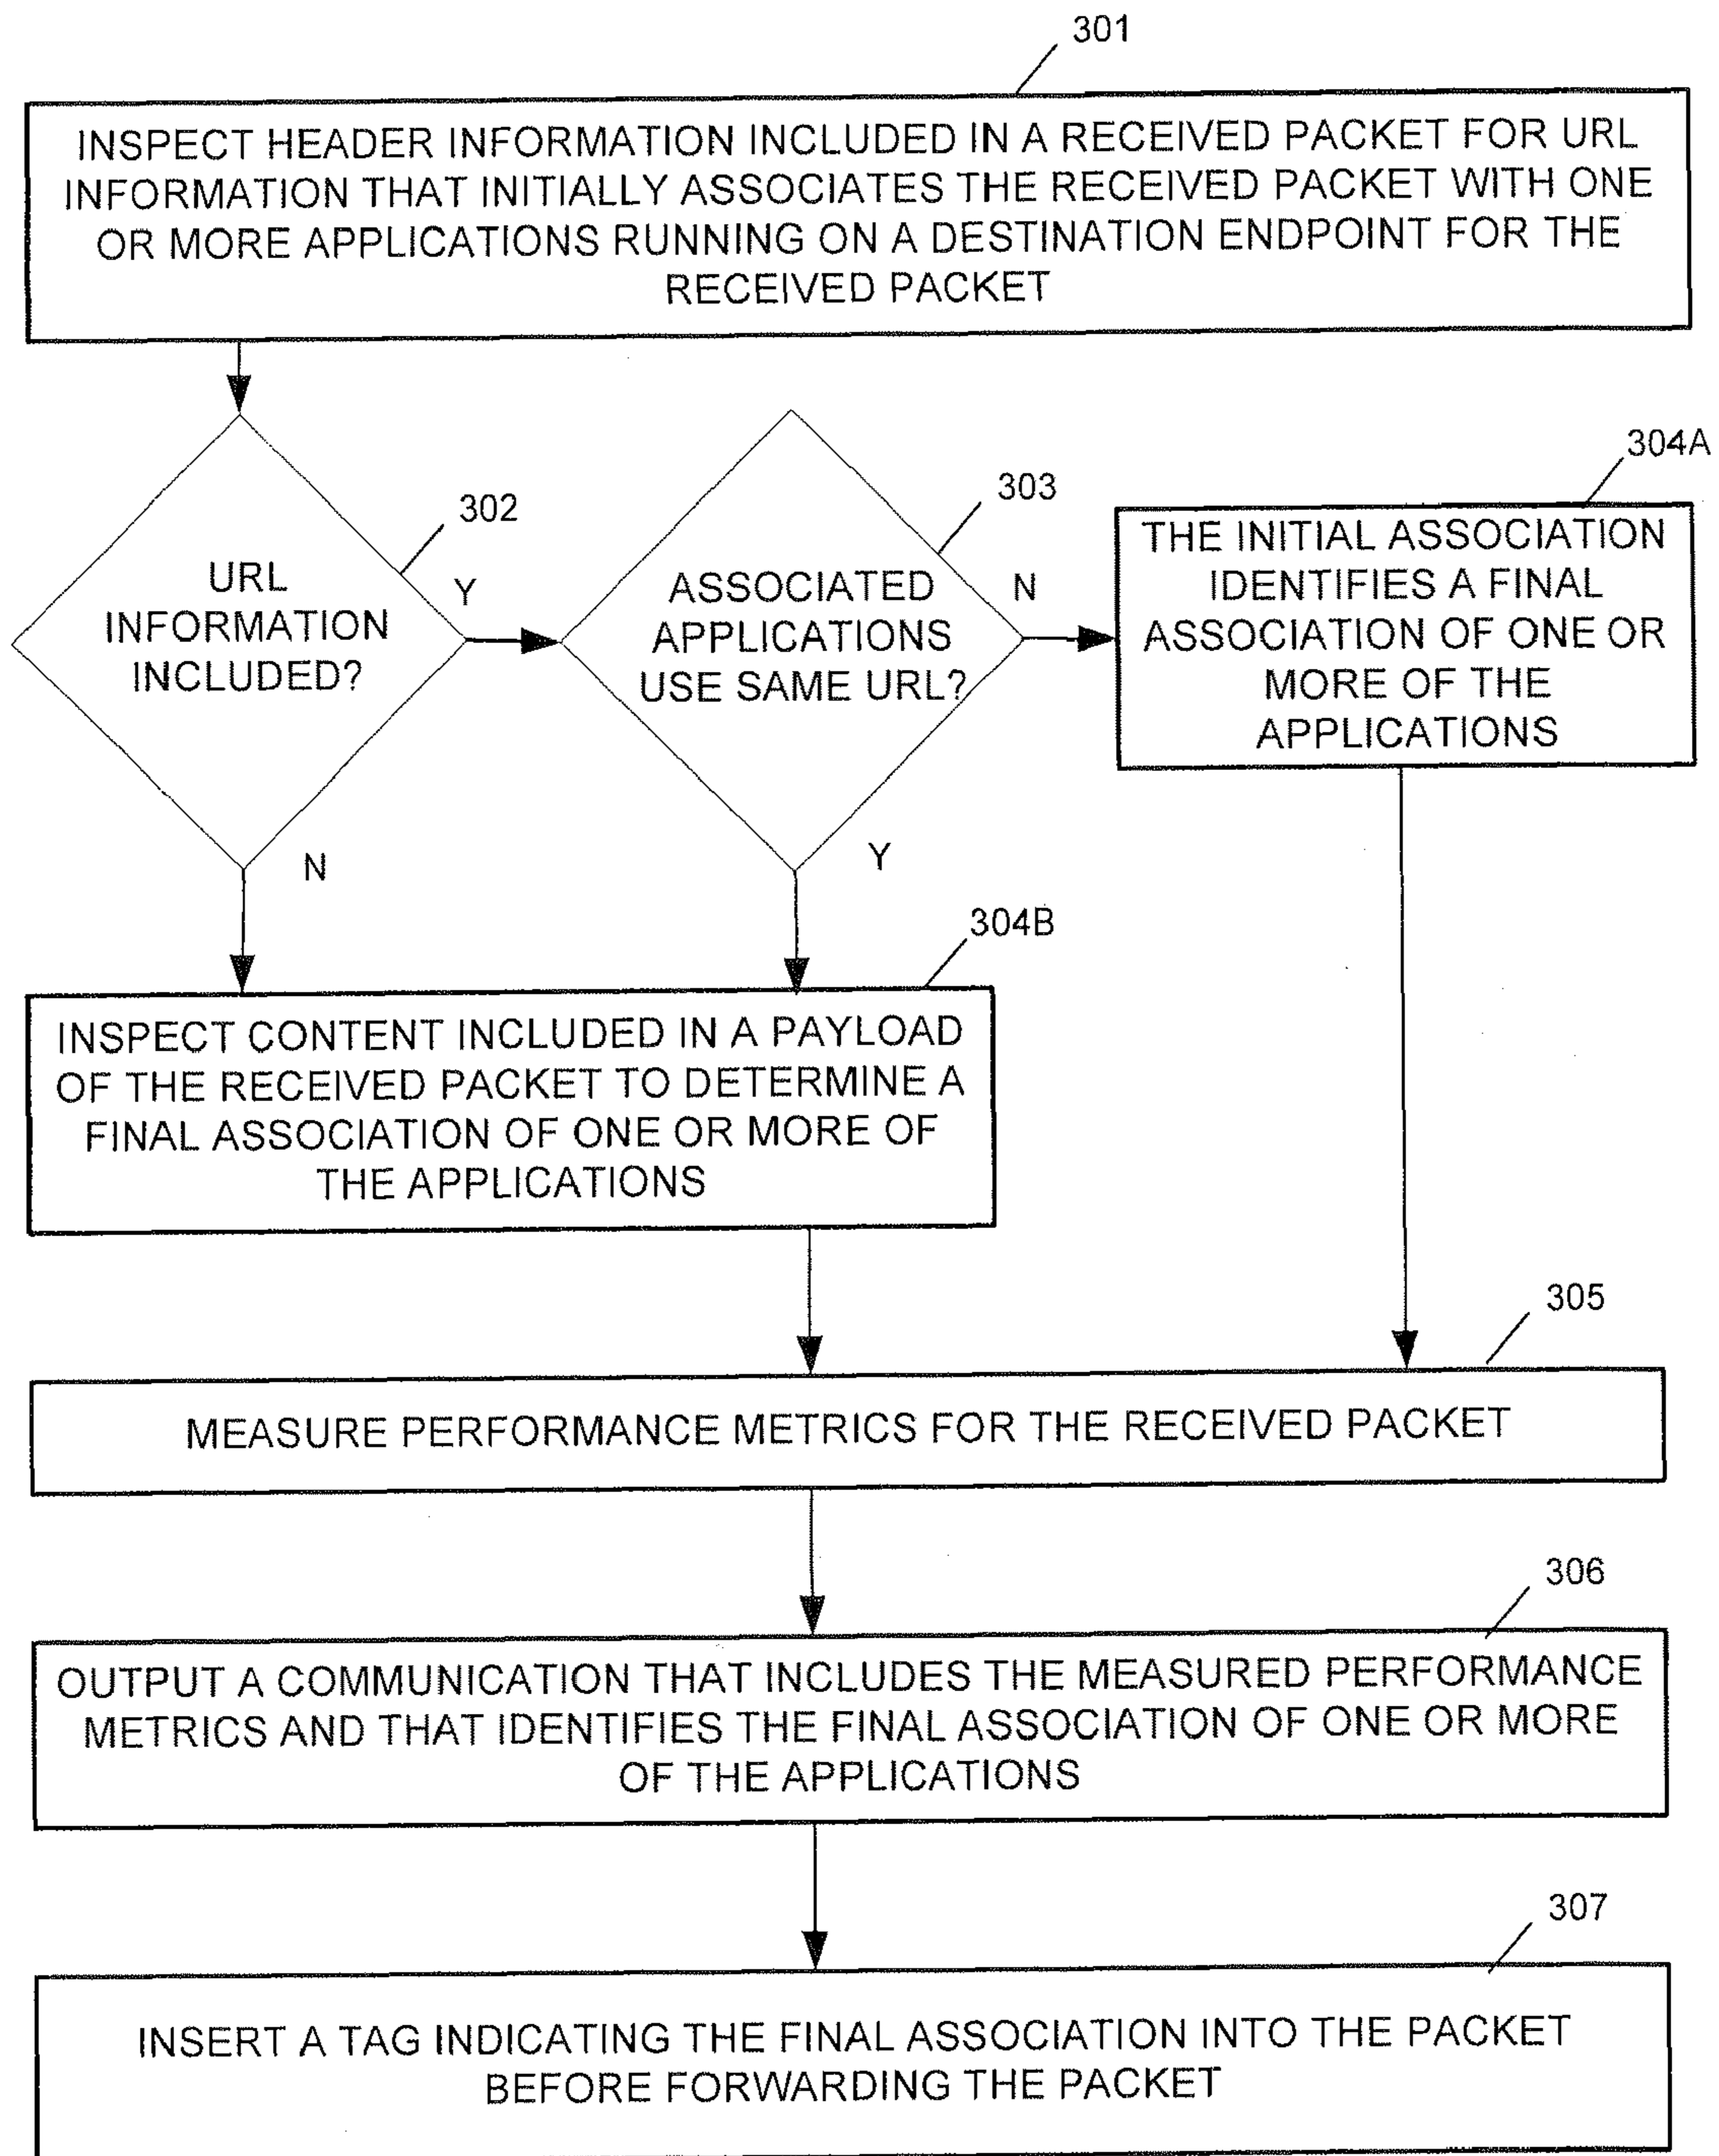 301
INSPECT HEADER INFORMATION INCLUDED IN A RECEIVED PACKET FOR URL
INFORMATION THAT INITIALLY ASSOCIATES THE RECEIVED PACKET WITH ONE
OR MORE APPLICATIONS RUNNING ON A DESTINATION ENDPOINT FOR THE
RECEIVED PACKET
302
URL
INFORMATION
INCLUDED?
Y
N
303
ASSOCIATED
APPLICATIONS
USE SAME URL?
N
Y
304A
THE INITIAL ASSOCIATION
IDENTIFIES A FINAL
ASSOCIATION OF ONE OR
MORE OF THE
APPLICATIONS
304B
INSPECT CONTENT INCLUDED IN A PAYLOAD
OF THE RECEIVED PACKET TO DETERMINE A
FINAL ASSOCIATION OF ONE OR MORE OF
THE APPLICATIONS
305
MEASURE PERFORMANCE METRICS FOR THE RECEIVED PACKET
306
OUTPUT A COMMUNICATION THAT INCLUDES THE MEASURED PERFORMANCE
METRICS AND THAT IDENTIFIES THE FINAL ASSOCIATION OF ONE OR MORE
OF THE APPLICATIONS
307
INSERT A TAG INDICATING THE FINAL ASSOCIATION INTO THE PACKET
BEFORE FORWARDING THE PACKET